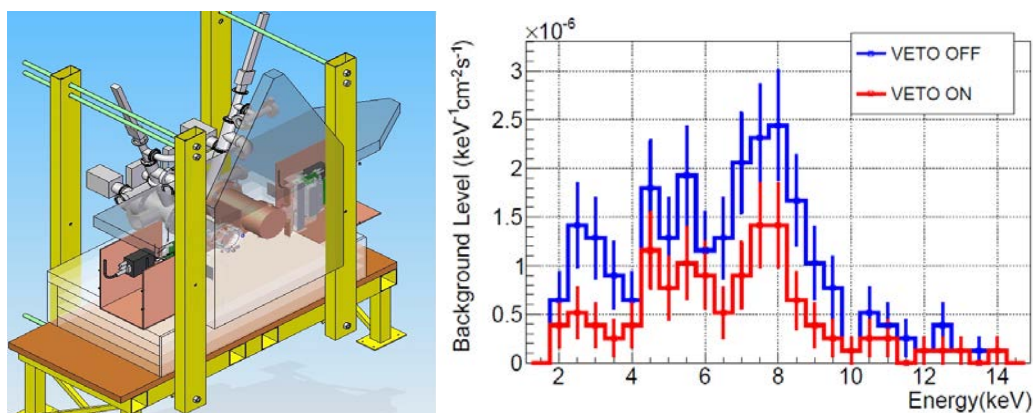 ×10⁻⁶
VETO OFF
VETO ON
Background Level (keV⁻¹cm⁻²s⁻¹)
3
2.5
2
1.5
1
0.5
0
2 4 6 8 10 12 14
Energy(keV)